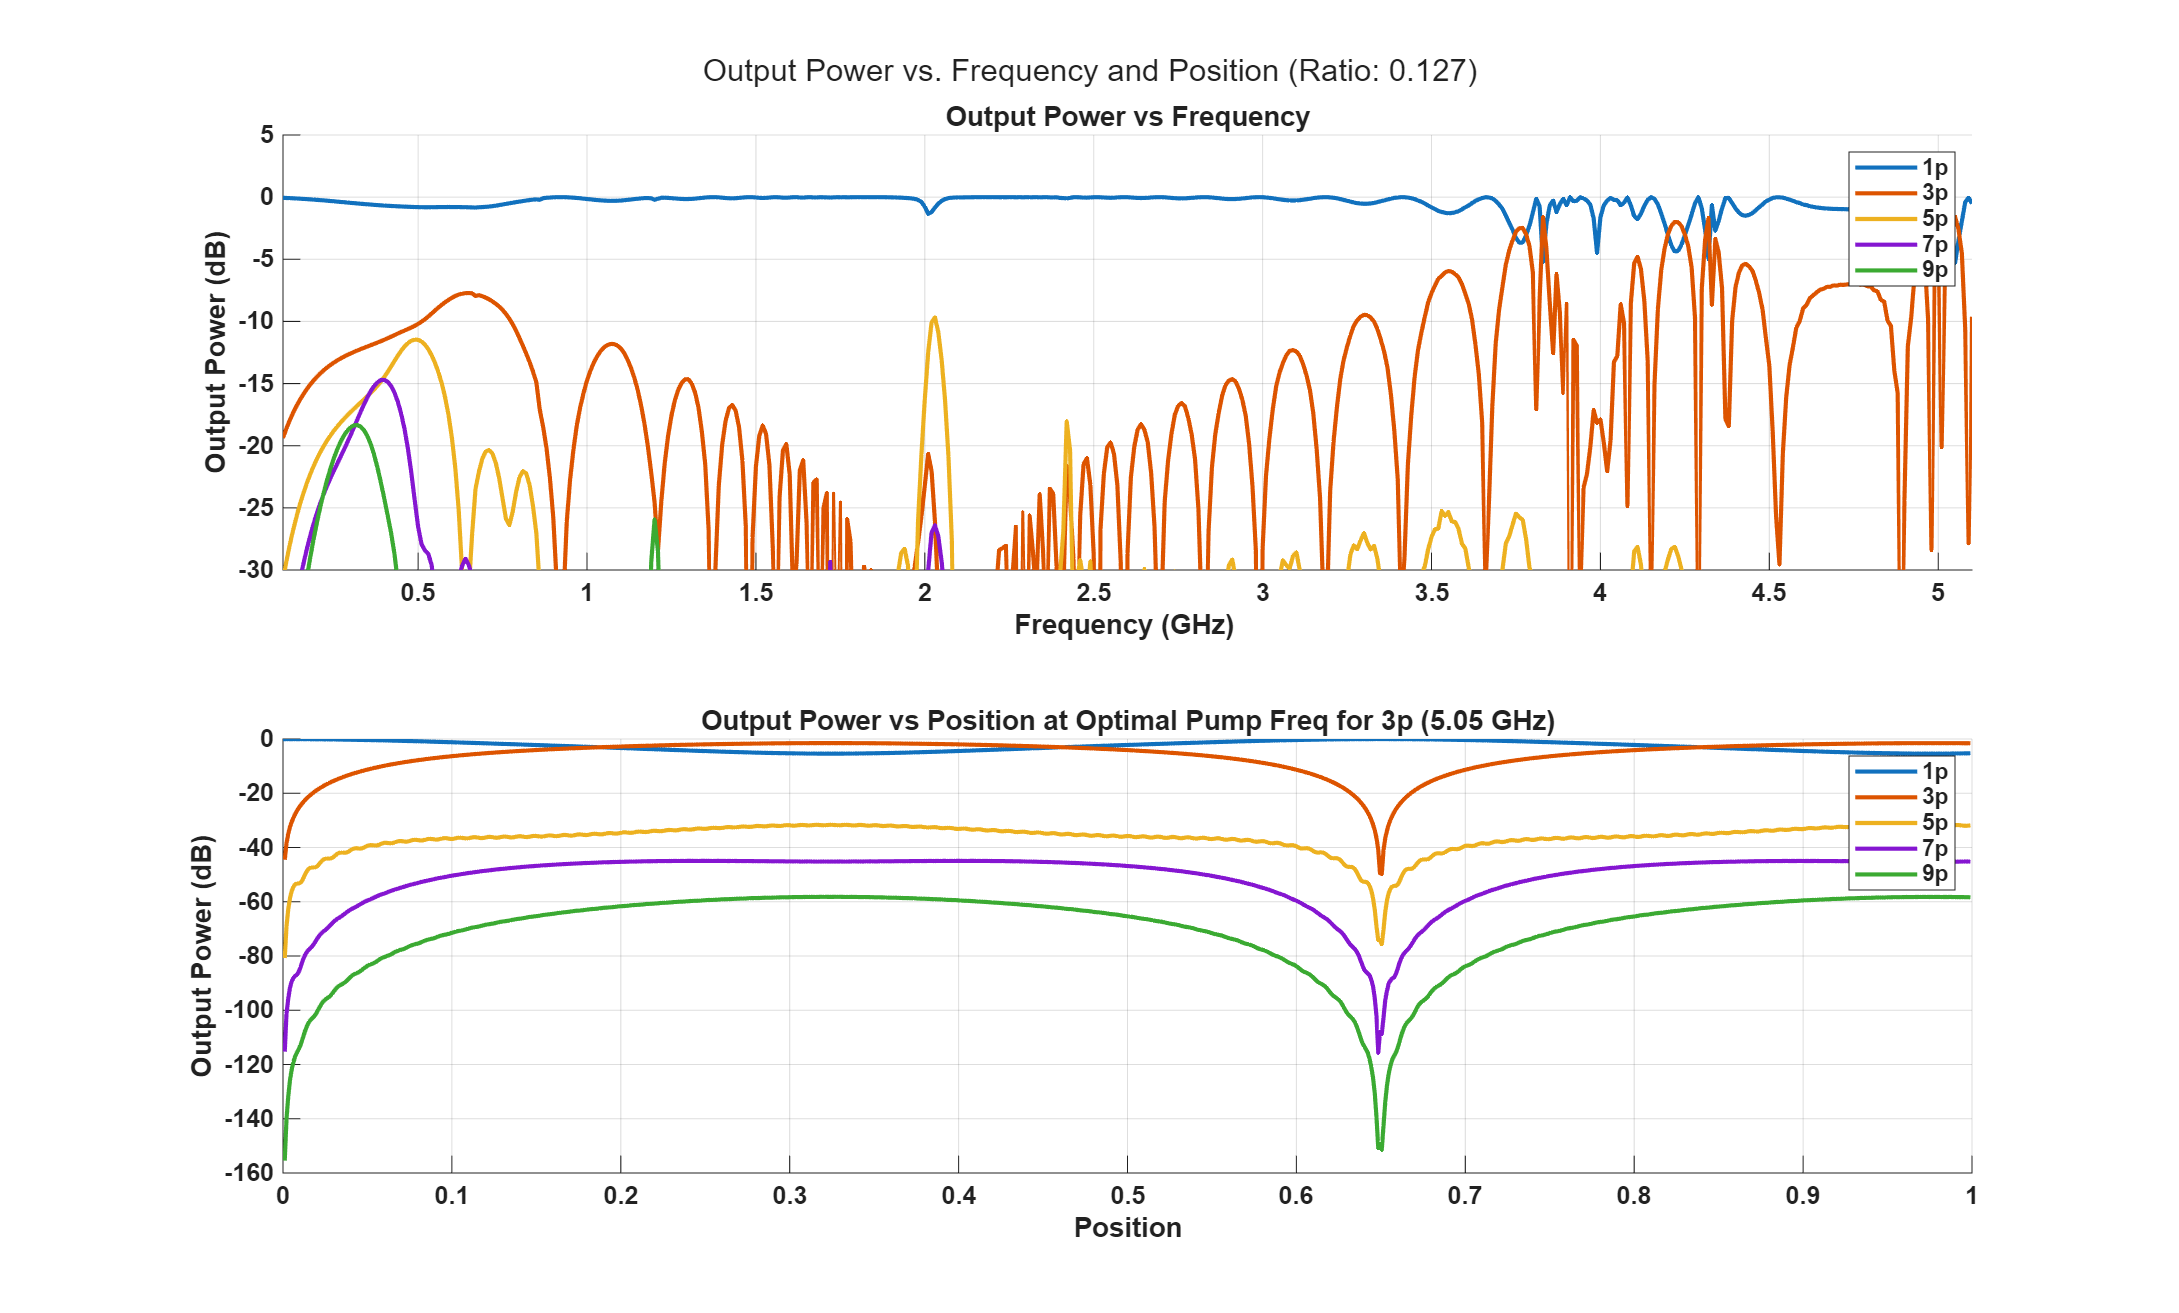 Output Power vs. Frequency and Position (Ratio: 0.127)
Output Power vs Frequency
5
0
-5
-10
-15
-20
-25
-30
Output Power (dB)
0.5 1 1.5 2 2.5 3 3.5 4 4.5 5
Frequency (GHz)
1p
3p
5p
7p
9p
Output Power vs Position at Optimal Pump Freq for 3p (5.05 GHz)
0
-20
-40
-60
-80
-100
-120
-140
-160
Output Power (dB)
0 0.1 0.2 0.3 0.4 0.5 0.6 0.7 0.8 0.9 1
Position
1p
3p
5p
7p
9p